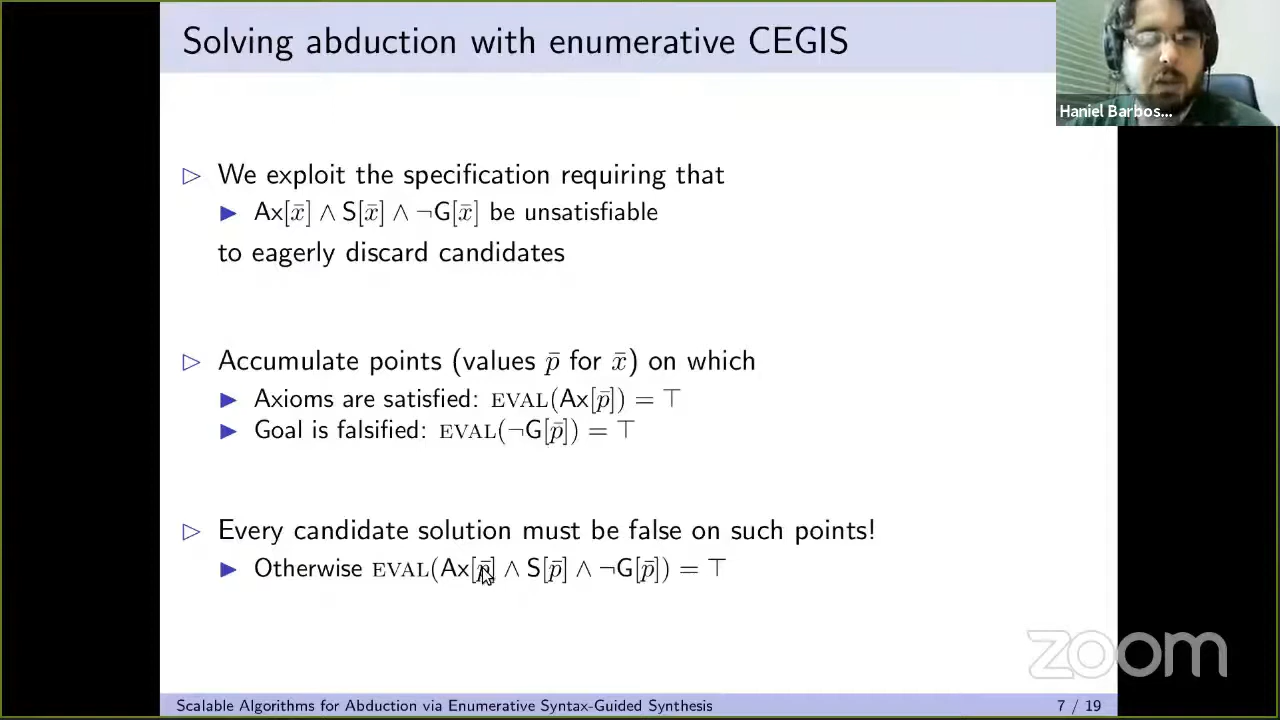 Solving abduction with enumerative CEGIS
Haniel Barbos...
▷ We exploit the specification requiring that
▶ Ax[x̄] ∧ S[x̄] ∧ ¬G[x̄] be unsatisfiable
to eagerly discard candidates
▷ Accumulate points (values p̄ for x̄) on which
▶ Axioms are satisfied: EVAL(Ax[p̄]) = ⊤
▶ Goal is falsified: EVAL(¬G[p̄]) = ⊤
▷ Every candidate solution must be false on such points!
▶ Otherwise EVAL(Ax[p̄] ∧ S[p̄] ∧ ¬G[p̄]) = ⊤
zoom
Scalable Algorithms for Abduction via Enumerative Syntax-Guided Synthesis
7 / 19